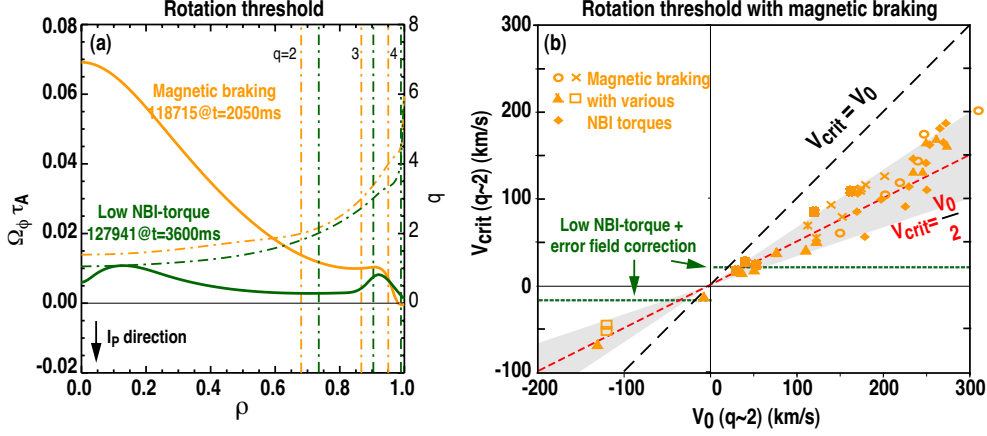 Rotation threshold
(a)
0.08
0.06
0.04
0.02
0.00
-0.02
Ω_ϕ τ_A
8
6
4
2
0
q
q=2
3
4
Magnetic braking
118715@t=2050ms
Low NBI-torque
127941@t=3600ms
I_P direction
0.0
0.2
0.4
0.6
0.8
1.0
ρ
Rotation threshold with magnetic braking
(b)
300
200
100
0
-100
V_crit (q~2) (km/s)
Magnetic braking
with various
NBI torques
V_crit = V_0
V_crit= V_0/2
Low NBI-torque +
error field correction
-200
-100
0
100
200
300
V_0 (q~2) (km/s)